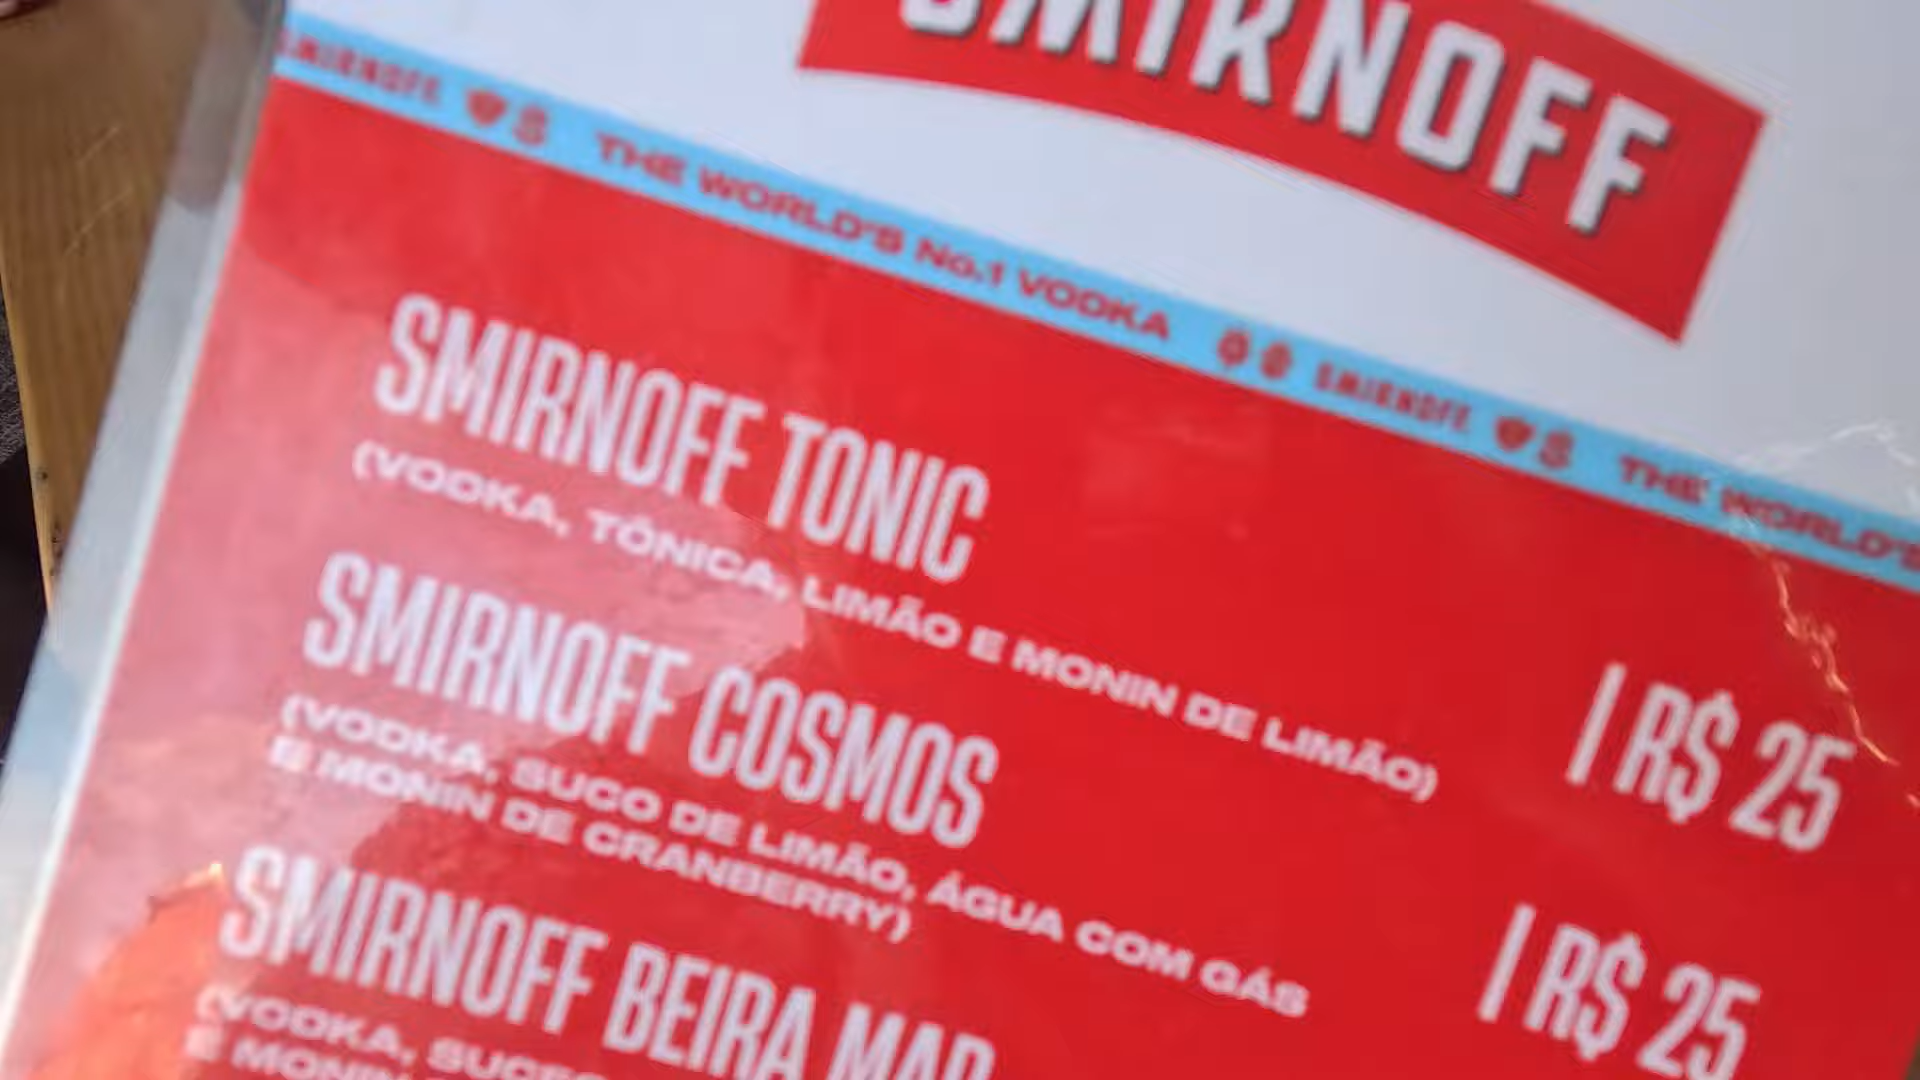 SMIRNOFF
SMIRNOFF THE WORLD'S No.1 VODKA SMIRNOFF THE WORLD'S
SMIRNOFF TONIC
(VODKA, TÔNICA, LIMÃO E MONIN DE LIMÃO) | R$ 25
SMIRNOFF COSMOS
(VODKA, SUCO DE LIMÃO, ÁGUA COM GÁS
E MONIN DE CRANBERRY) | R$ 25
SMIRNOFF BEIRA MAR
(VODKA,
E MONIN